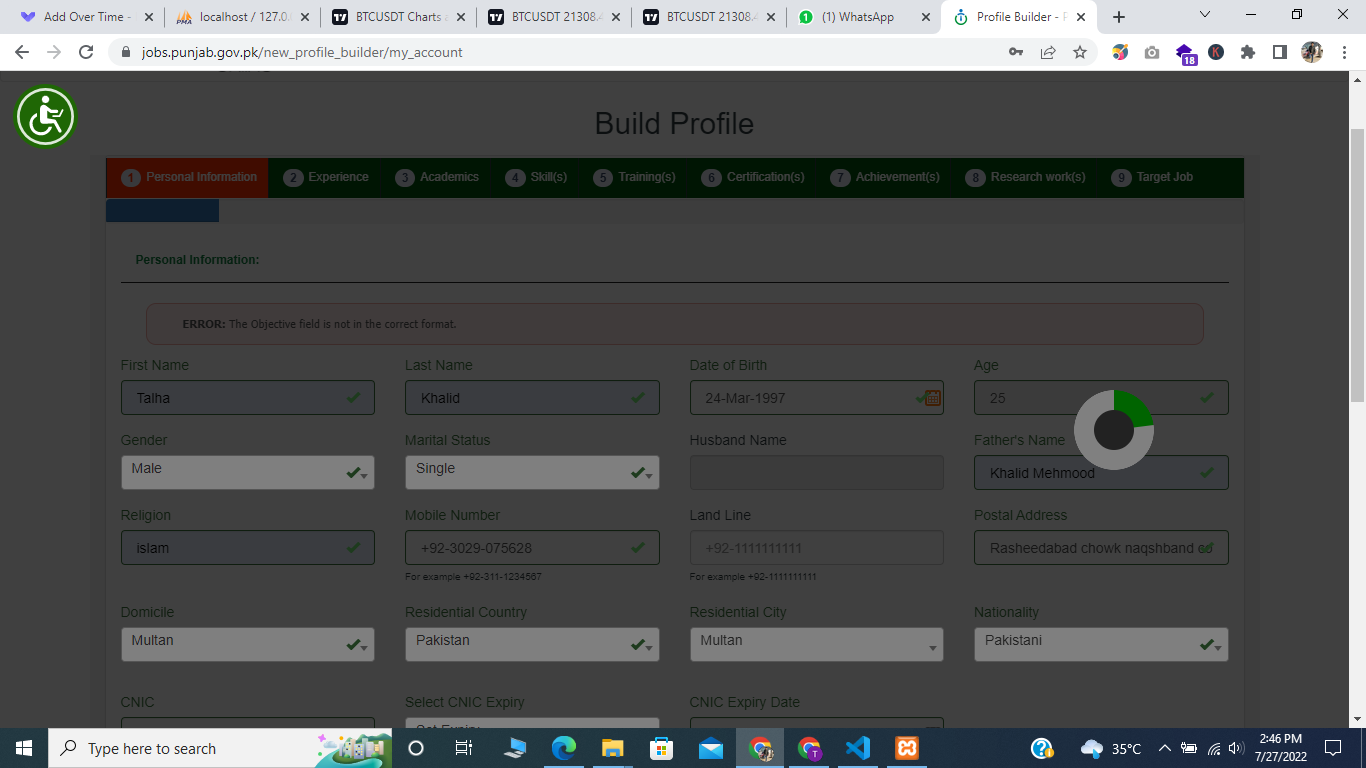 Add Over Time -
localhost / 127.0.
BTCUSDT Charts
BTCUSDT 21308.
BTCUSDT 21308.
(1) WhatsApp
Profile Builder -
jobs.punjab.gov.pk/new_profile_builder/my_account
18
Build Profile
1 Personal Information
2 Experience
3 Academics
4 Skill(s)
5 Training(s)
6 Certification(s)
7 Achievement(s)
8 Research work(s)
9 Target Job
Personal Information:
ERROR: The Objective field is not in the correct format.
First Name Last Name Date of Birth Age
Talha Khalid 24-Mar-1997 25
Gender Marital Status Husband Name Father's Name
Male Single Khalid Mehmood
Religion Mobile Number Land Line Postal Address
islam +92-3029-075628 +92-1111111111 Rasheedabad chowk naqshband
For example +92-311-1234567 For example +92-1111111111
Domicile Residential Country Residential City Nationality
Multan Pakistan Multan Pakistani
CNIC Select CNIC Expiry CNIC Expiry Date
Type here to search
35°C
2:46 PM
7/27/2022